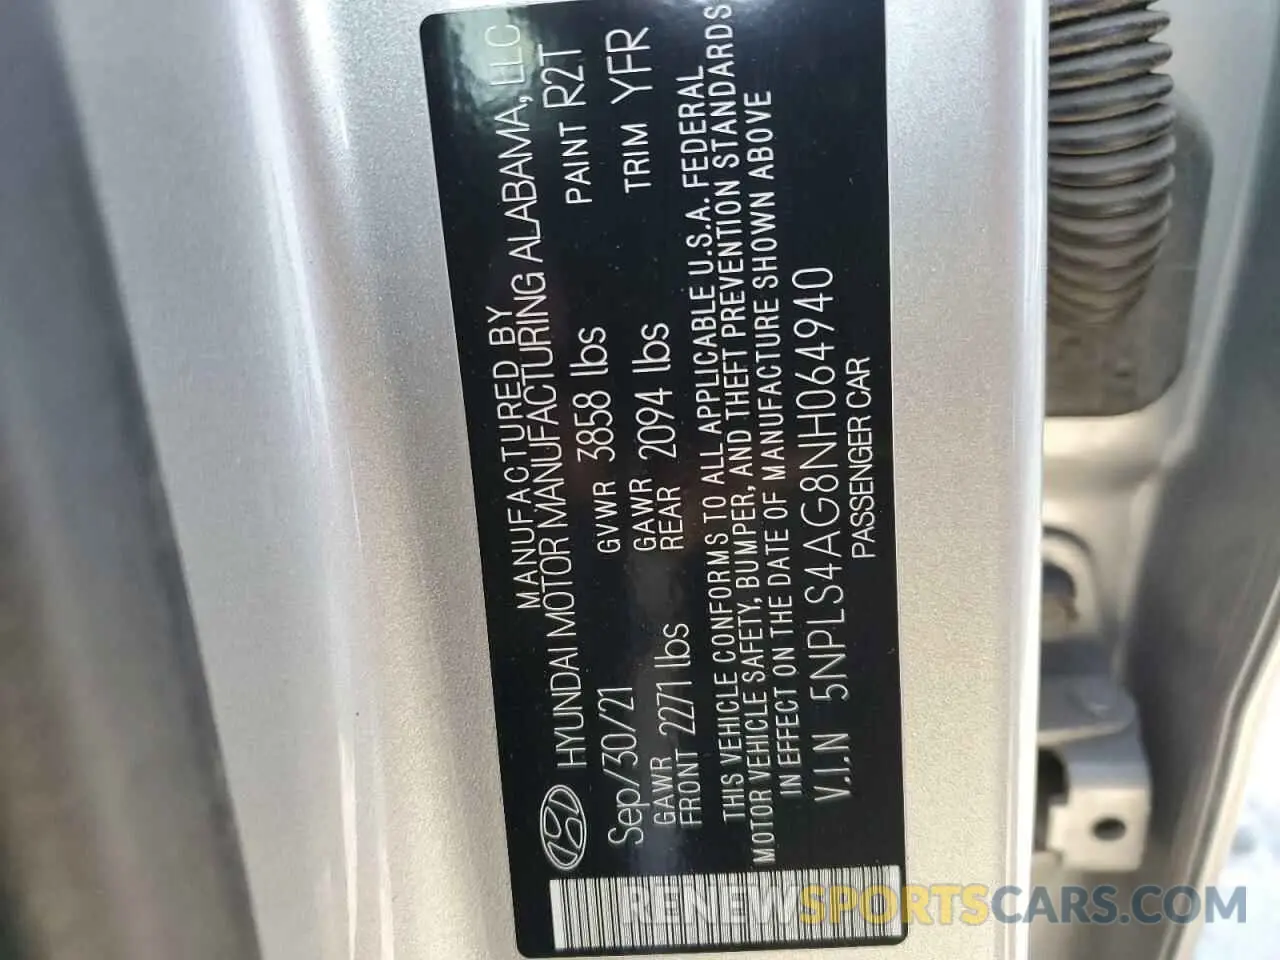 MANUFACTURED BY
HYUNDAI MOTOR MANUFACTURING ALABAMA, LLC
Sep/30/21 GVWR 3858 lbs PAINT R2T
GAWR FRONT 2271 lbs GAWR REAR 2094 lbs TRIM YFR
THIS VEHICLE CONFORMS TO ALL APPLICABLE U.S.A. FEDERAL
MOTOR VEHICLE SAFETY, BUMPER, AND THEFT PREVENTION STANDARDS
IN EFFECT ON THE DATE OF MANUFACTURE SHOWN ABOVE
V.I.N 5NPLS4AG8NH064940
PASSENGER CAR
RENEWSPORTSCARS.COM